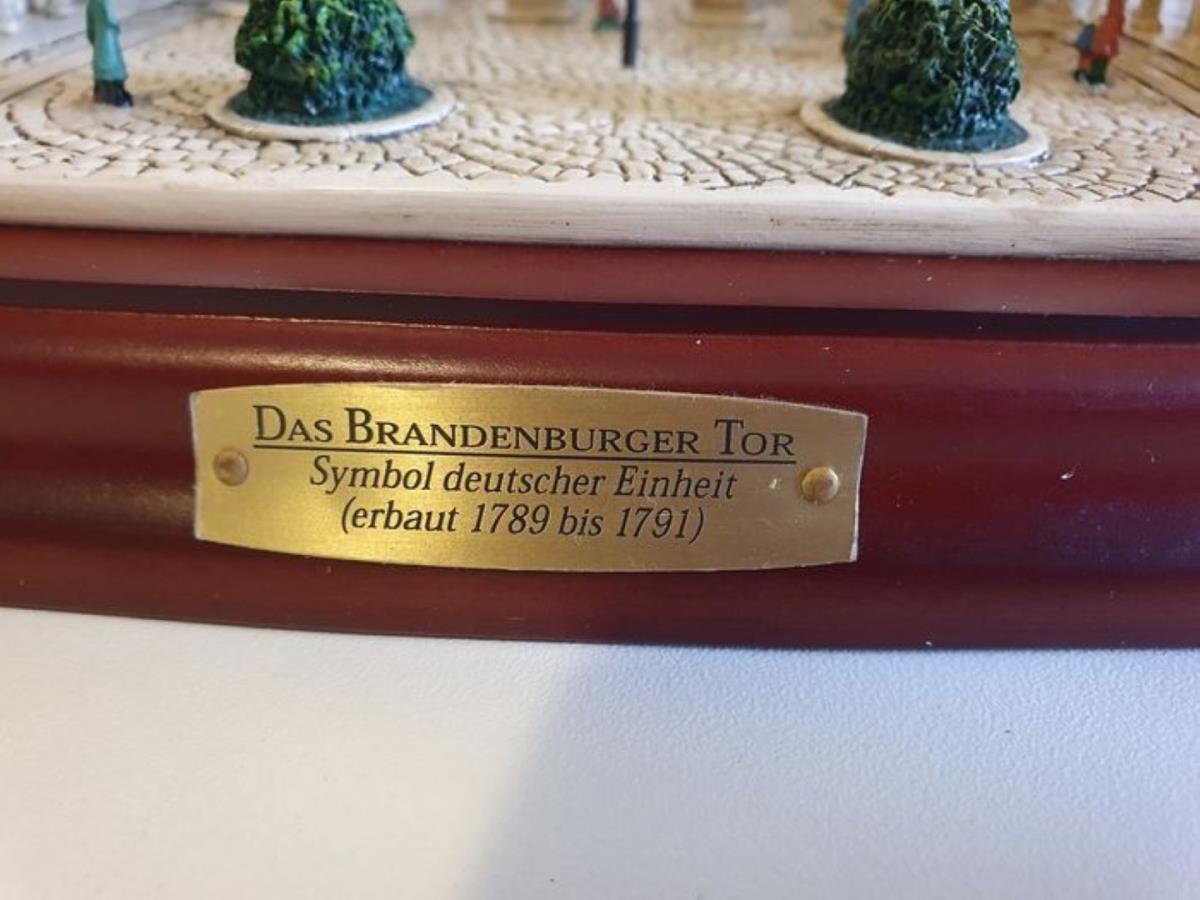 DAS BRANDENBURGER TOR
Symbol deutscher Einheit
(erbaut 1789 bis 1791)